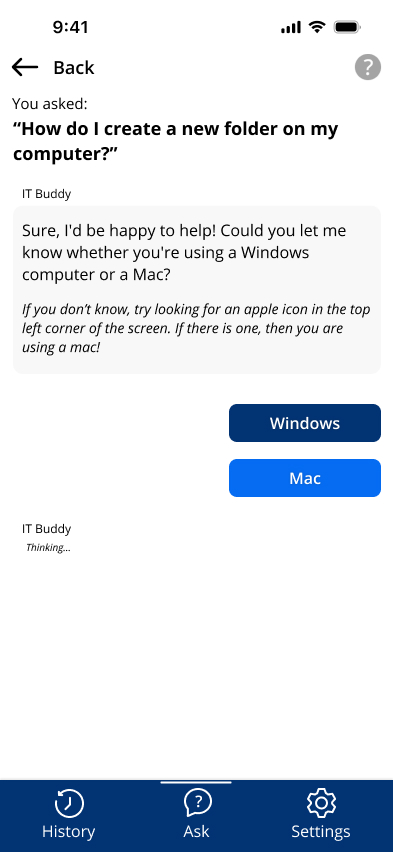 9:41
Back
?
You asked:
“How do I create a new folder on my
computer?”
IT Buddy
Sure, I'd be happy to help! Could you let me
know whether you're using a Windows
computer or a Mac?
If you don’t know, try looking for an apple icon in the top
left corner of the screen. If there is one, then you are
using a mac!
Windows
Mac
IT Buddy
Thinking...
?
History
Ask
Settings